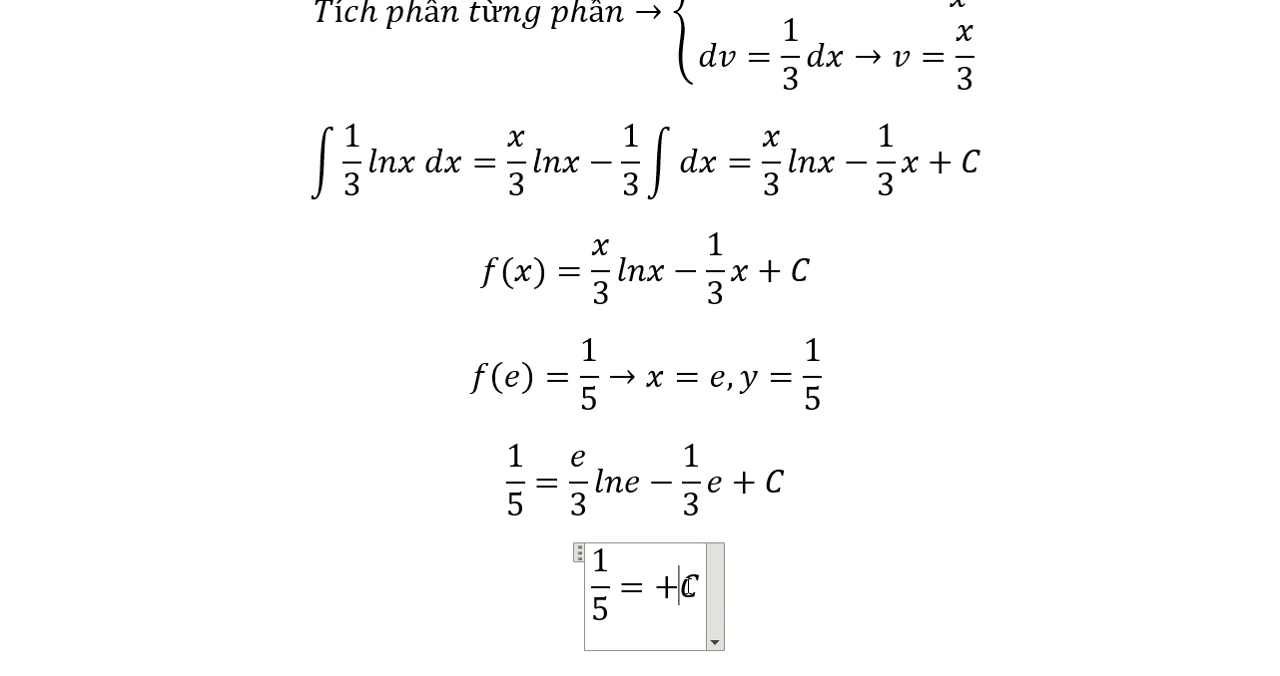 Tích phân từng phần → { x
dv = 1/3 dx → v = x/3
∫ 1/3 lnx dx = x/3 lnx − 1/3 ∫ dx = x/3 lnx − 1/3 x + C
f(x) = x/3 lnx − 1/3 x + C
f(e) = 1/5 → x = e, y = 1/5
1/5 = e/3 lne − 1/3 e + C
1/5 = +C